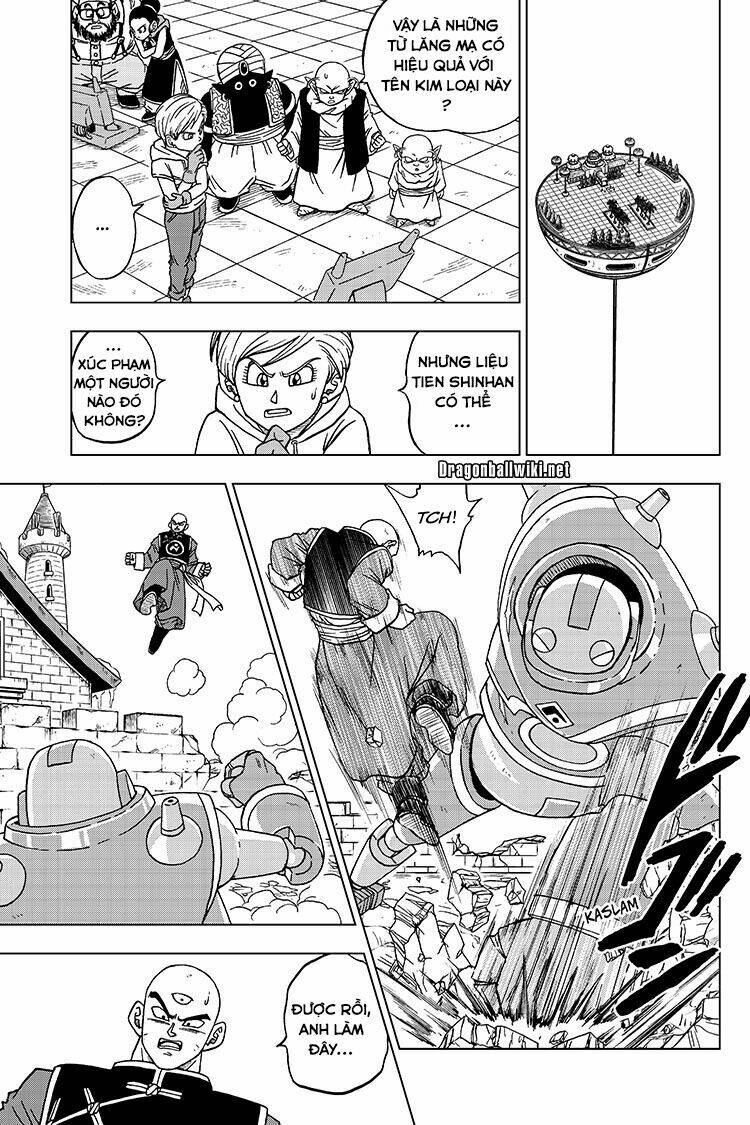 VẬY LÀ NHỮNG
TỪ LĂNG MẠ CÓ
HIỆU QUẢ VỚI
TÊN KIM LOẠI NÀY
?
...
NHƯNG LIỆU
TIEN SHINHAN
CÓ THỂ
...
...
XÚC PHẠM
MỘT NGƯỜI
NÀO ĐÓ
KHÔNG?
Dragonballwiki.net
TCH!
KASLAM
ĐƯỢC RỒI,
ANH LÀM
ĐÂY...